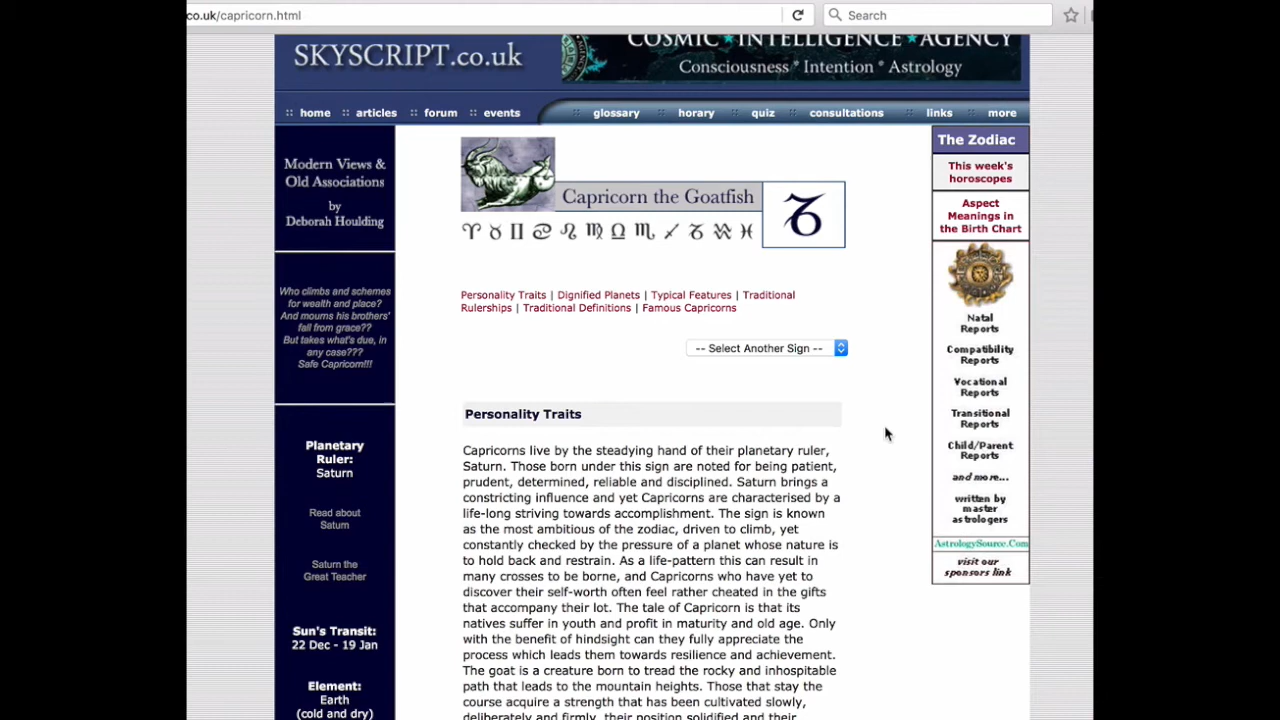 co.uk/capricorn.html
Search
SKYSCRIPT.co.uk
COSMIC ★ INTELLIGENCE ★ AGENCY
Consciousness * Intention * Astrology
:: home :: articles :: forum :: events :: glossary :: horary :: quiz :: consultations :: links :: more
Modern Views &
Old Associations
by
Deborah Houlding
Who climbs and schemes
for wealth and place?
And mourns his brothers'
fall from grace??
But takes what's due, in
any case???
Safe Capricorn!!!
Planetary
Ruler:
Saturn
Read about
Saturn
Saturn the
Great Teacher
Sun's Transit:
22 Dec - 19 Jan
Element:
Earth
(cold and dry)
Capricorn the Goatfish
♑
♈ ♉ ♊ ♋ ♌ ♍ ♎ ♏ ♐ ♑ ♒ ♓
Personality Traits | Dignified Planets | Typical Features | Traditional
Rulerships | Traditional Definitions | Famous Capricorns
-- Select Another Sign --
Personality Traits
Capricorns live by the steadying hand of their planetary ruler,
Saturn. Those born under this sign are noted for being patient,
prudent, determined, reliable and disciplined. Saturn brings a
constricting influence and yet Capricorns are characterised by a
life-long striving towards accomplishment. The sign is known
as the most ambitious of the zodiac, driven to climb, yet
constantly checked by the pressure of a planet whose nature is
to hold back and restrain. As a life-pattern this can result in
many crosses to be borne, and Capricorns who have yet to
discover their self-worth often feel rather cheated in the gifts
that accompany their lot. The tale of Capricorn is that its
natives suffer in youth and profit in maturity and old age. Only
with the benefit of hindsight can they fully appreciate the
process which leads them towards resilience and achievement.
The goat is a creature born to tread the rocky and inhospitable
path that leads to the mountain heights. Those that stay the
course acquire a strength that has been cultivated slowly,
deliberately and firmly, their position solidified and their
The Zodiac
This week's
horoscopes
Aspect
Meanings in
the Birth Chart
Natal
Reports
Compatibility
Reports
Vocational
Reports
Transitional
Reports
Child/Parent
Reports
and more...
written by
master
astrologers
AstrologySource.Com
visit our
sponsors link